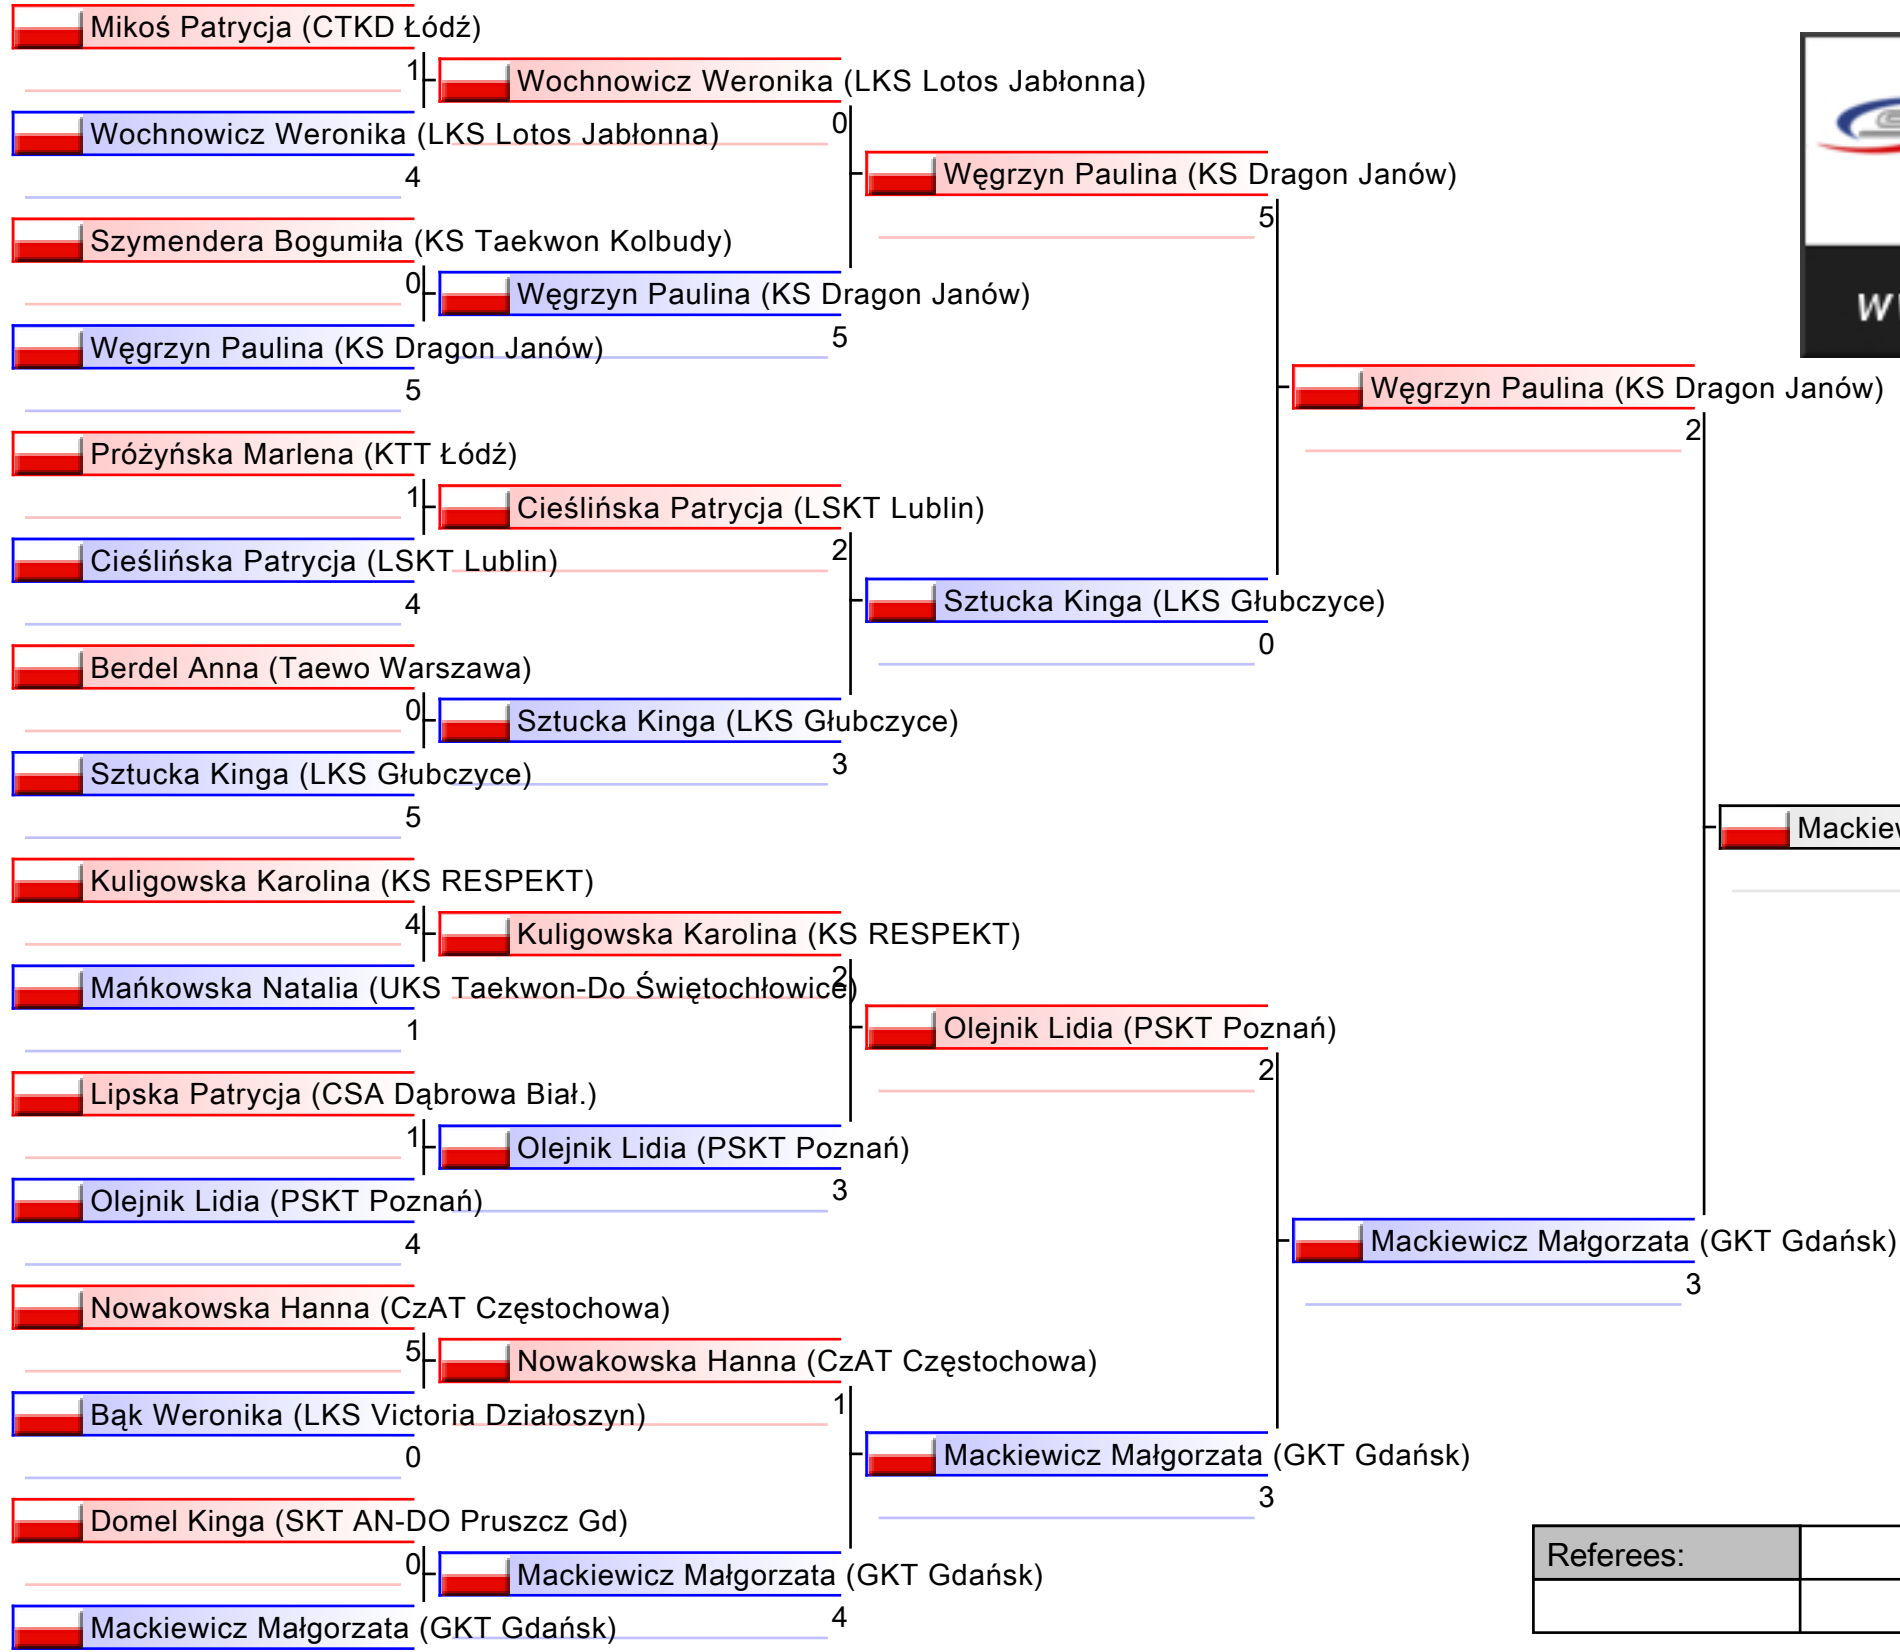 Mikoś Patrycja (CTKD Łódź)
1
Wochnowicz Weronika (LKS Lotos Jabłonna)
Wochnowicz Weronika (LKS Lotos Jabłonna)
0
4
Węgrzyn Paulina (KS Dragon Janów)
5
Szymendera Bogumiła (KS Taekwon Kolbudy)
0
Węgrzyn Paulina (KS Dragon Janów)
5
Węgrzyn Paulina (KS Dragon Janów)
5
Węgrzyn Paulina (KS Dragon Janów)
2
Próżyńska Marlena (KTT Łódź)
1
Cieślińska Patrycja (LSKT Lublin)
2
Cieślińska Patrycja (LSKT Lublin)
4
Sztucka Kinga (LKS Głubczyce)
0
Berdel Anna (Taewo Warszawa)
0
Sztucka Kinga (LKS Głubczyce)
3
Sztucka Kinga (LKS Głubczyce)
5
Kuligowska Karolina (KS RESPEKT)
4
Kuligowska Karolina (KS RESPEKT)
2
Mańkowska Natalia (UKS Taekwon-Do Świętochłowice)
1
Olejnik Lidia (PSKT Poznań)
2
Lipska Patrycja (CSA Dąbrowa Biał.)
1
Olejnik Lidia (PSKT Poznań)
3
Olejnik Lidia (PSKT Poznań)
4
Mackiewicz Małgorzata (GKT Gdańsk)
3
Nowakowska Hanna (CzAT Częstochowa)
5
Nowakowska Hanna (CzAT Częstochowa)
1
Bąk Weronika (LKS Victoria Działoszyn)
0
Mackiewicz Małgorzata (GKT Gdańsk)
3
Domel Kinga (SKT AN-DO Pruszcz Gd)
0
Mackiewicz Małgorzata (GKT Gdańsk)
4
Mackiewicz Małgorzata (GKT Gdańsk)
Referees: